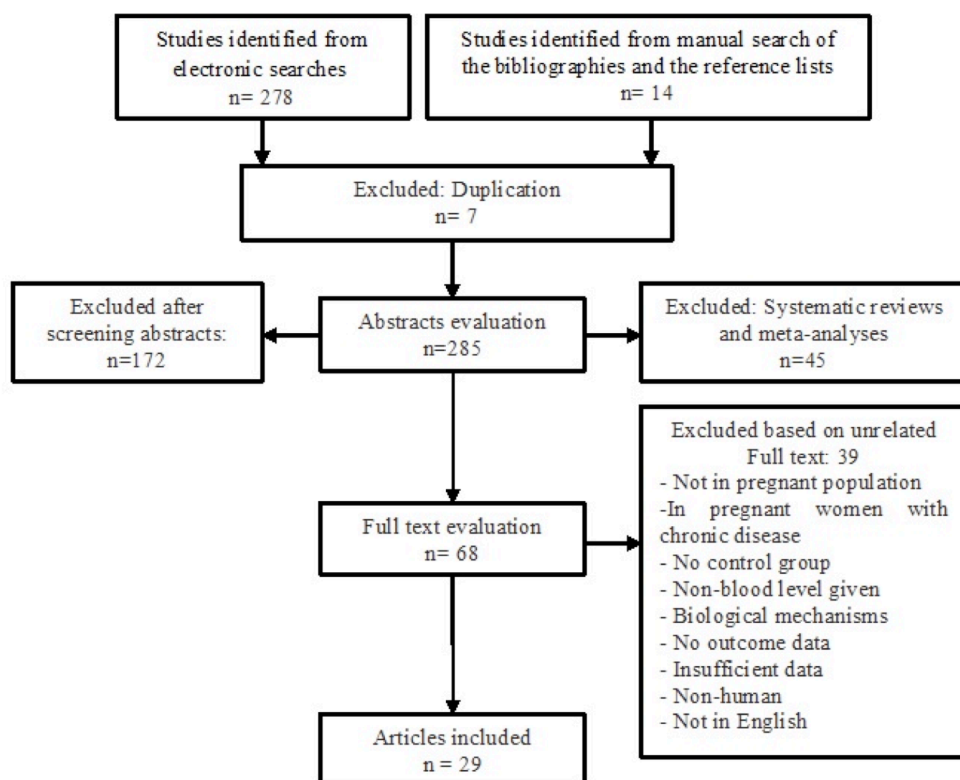 Studies identified from
electronic searches
n= 278
Studies identified from manual search of
the bibliographies and the reference lists
n= 14
Excluded: Duplication
n= 7
Excluded after
screening abstracts:
n=172
Abstracts evaluation
n=285
Excluded: Systematic reviews
and meta-analyses
n=45
Full text evaluation
n= 68
Excluded based on unrelated
Full text: 39
- Not in pregnant population
-In pregnant women with
chronic disease
- No control group
- Non-blood level given
- Biological mechanisms
- No outcome data
- Insufficient data
- Non-human
- Not in English
Articles included
n = 29